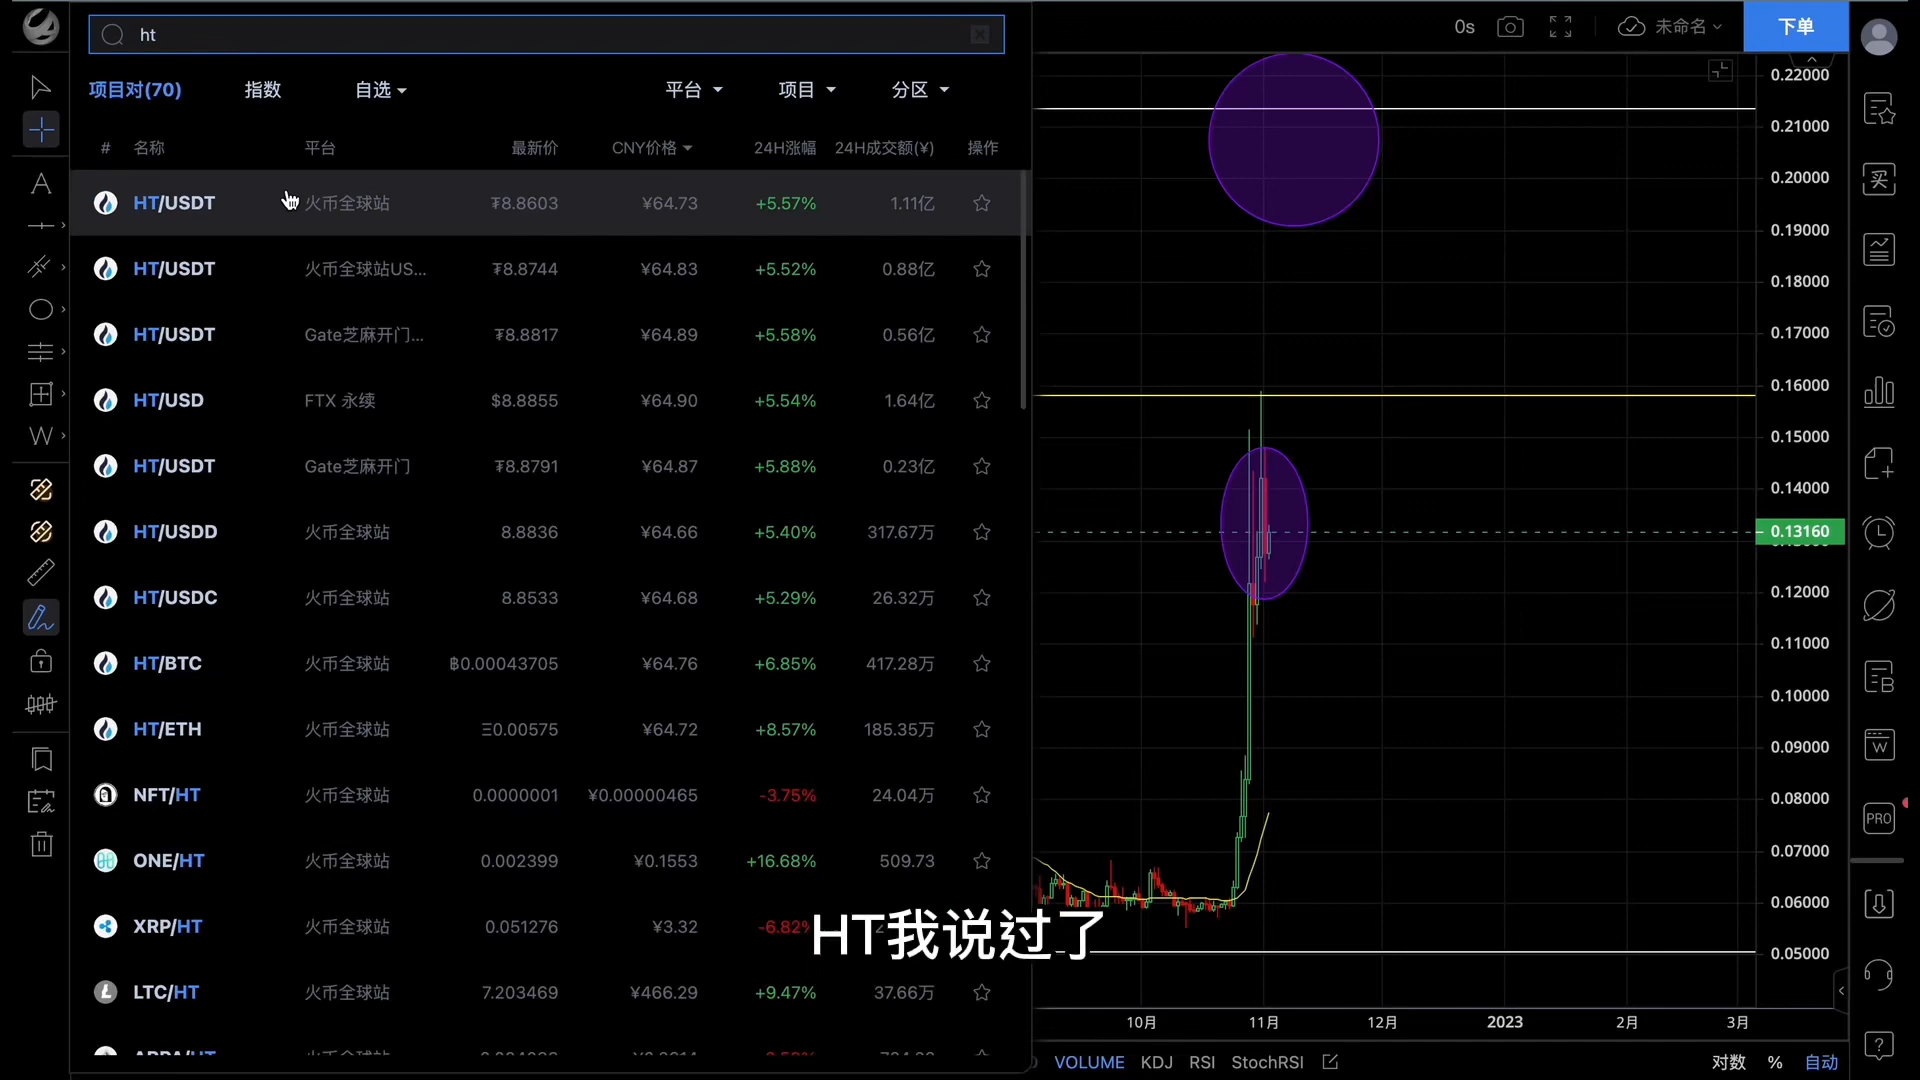 ht
0s
未命名
下单
项目对(70) 指数 自选 平台 项目 分区
# 名称 平台 最新价 CNY价格 24H涨幅 24H成交额(¥) 操作
HT/USDT 火币全球站 ₮8.8603 ¥64.73 +5.57% 1.11亿
HT/USDT 火币全球站US... ₮8.8744 ¥64.83 +5.52% 0.88亿
HT/USDT Gate芝麻开门... ₮8.8817 ¥64.89 +5.58% 0.56亿
HT/USD FTX 永续 $8.8855 ¥64.90 +5.54% 1.64亿
HT/USDT Gate芝麻开门 ₮8.8791 ¥64.87 +5.88% 0.23亿
HT/USDD 火币全球站 8.8836 ¥64.66 +5.40% 317.67万
HT/USDC 火币全球站 8.8533 ¥64.68 +5.29% 26.32万
HT/BTC 火币全球站 ฿0.00043705 ¥64.76 +6.85% 417.28万
HT/ETH 火币全球站 Ξ0.00575 ¥64.72 +8.57% 185.35万
NFT/HT 火币全球站 0.0000001 ¥0.00000465 -3.75% 24.04万
ONE/HT 火币全球站 0.002399 ¥0.1553 +16.68% 509.73
XRP/HT 火币全球站 0.051276 ¥3.32 -6.82%
LTC/HT 火币全球站 7.203469 ¥466.29 +9.47% 37.66万
HT我说过了
0.22000
0.21000
0.20000
0.19000
0.18000
0.17000
0.16000
0.15000
0.14000
0.13160
0.12000
0.11000
0.10000
0.09000
0.08000
0.07000
0.06000
0.05000
10月 11月 12月 2023 2月 3月
VOLUME KDJ RSI StochRSI 对数 % 自动
买
B
W
PRO